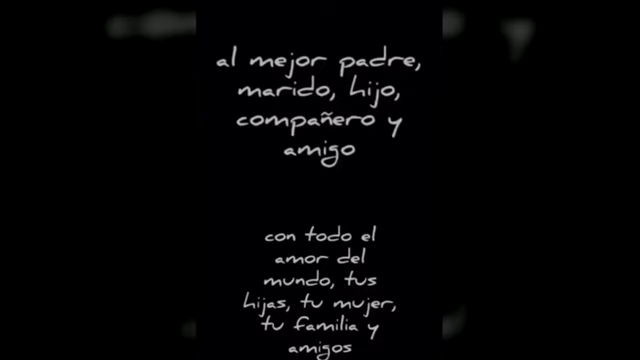 al mejor padre,
marido, hijo,
compañero y
amigo
con todo el
amor del
mundo, tus
hijas, tu mujer,
tu familia y
amigos